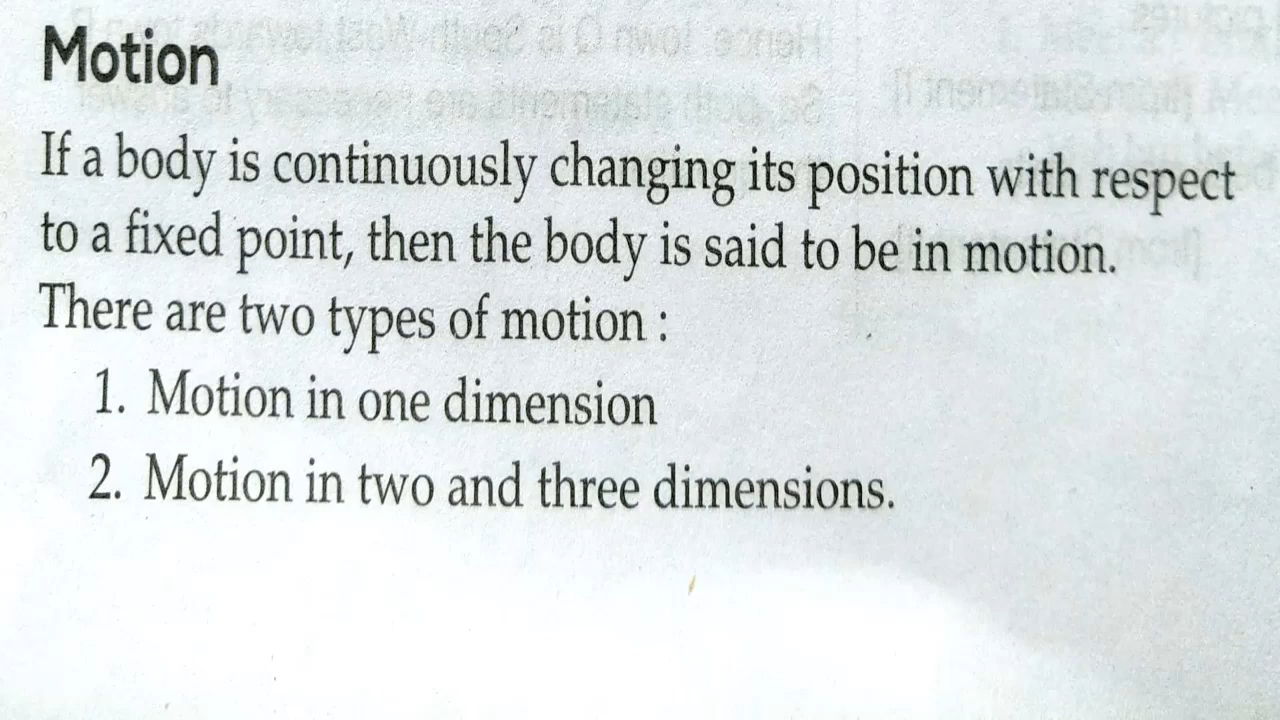 Motion
If a body is continuously changing its position with respect
to a fixed point, then the body is said to be in motion.
There are two types of motion :
1. Motion in one dimension
2. Motion in two and three dimensions.